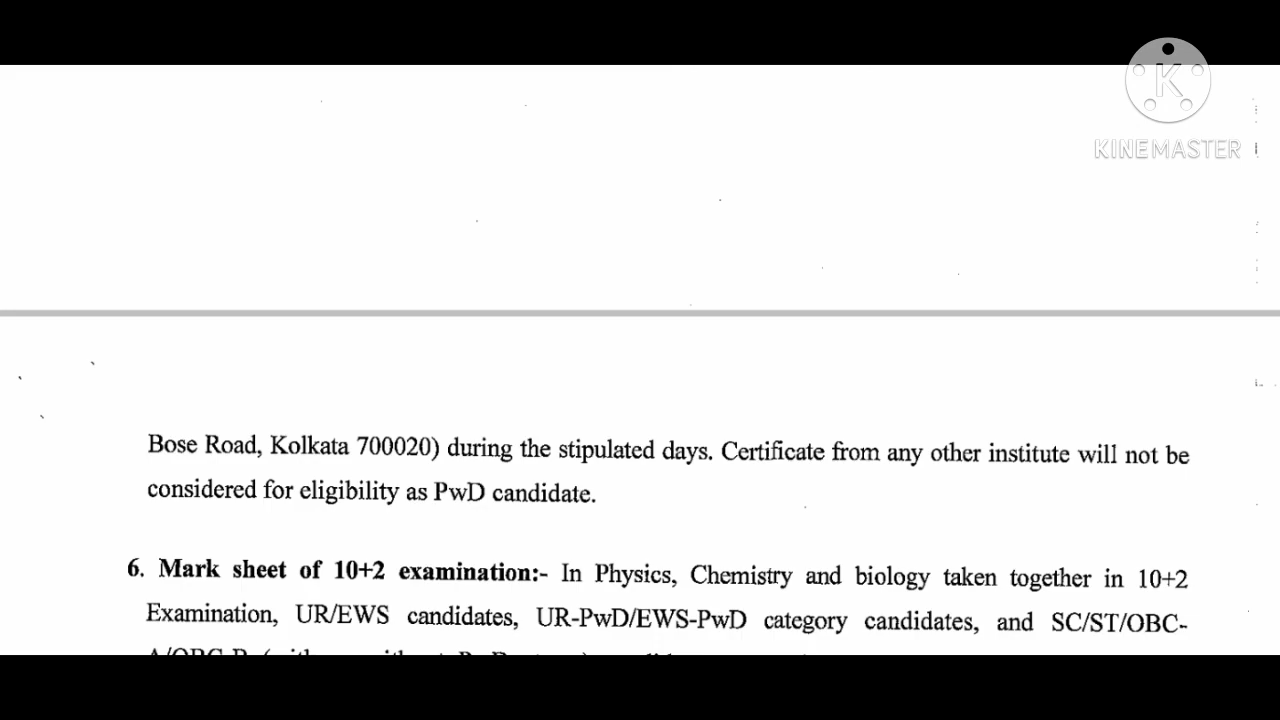 K
KINEMASTER
Bose Road, Kolkata 700020) during the stipulated days. Certificate from any other institute will not be
considered for eligibility as PwD candidate.
6. Mark sheet of 10+2 examination:- In Physics, Chemistry and biology taken together in 10+2
Examination, UR/EWS candidates, UR-PwD/EWS-PwD category candidates, and SC/ST/OBC-